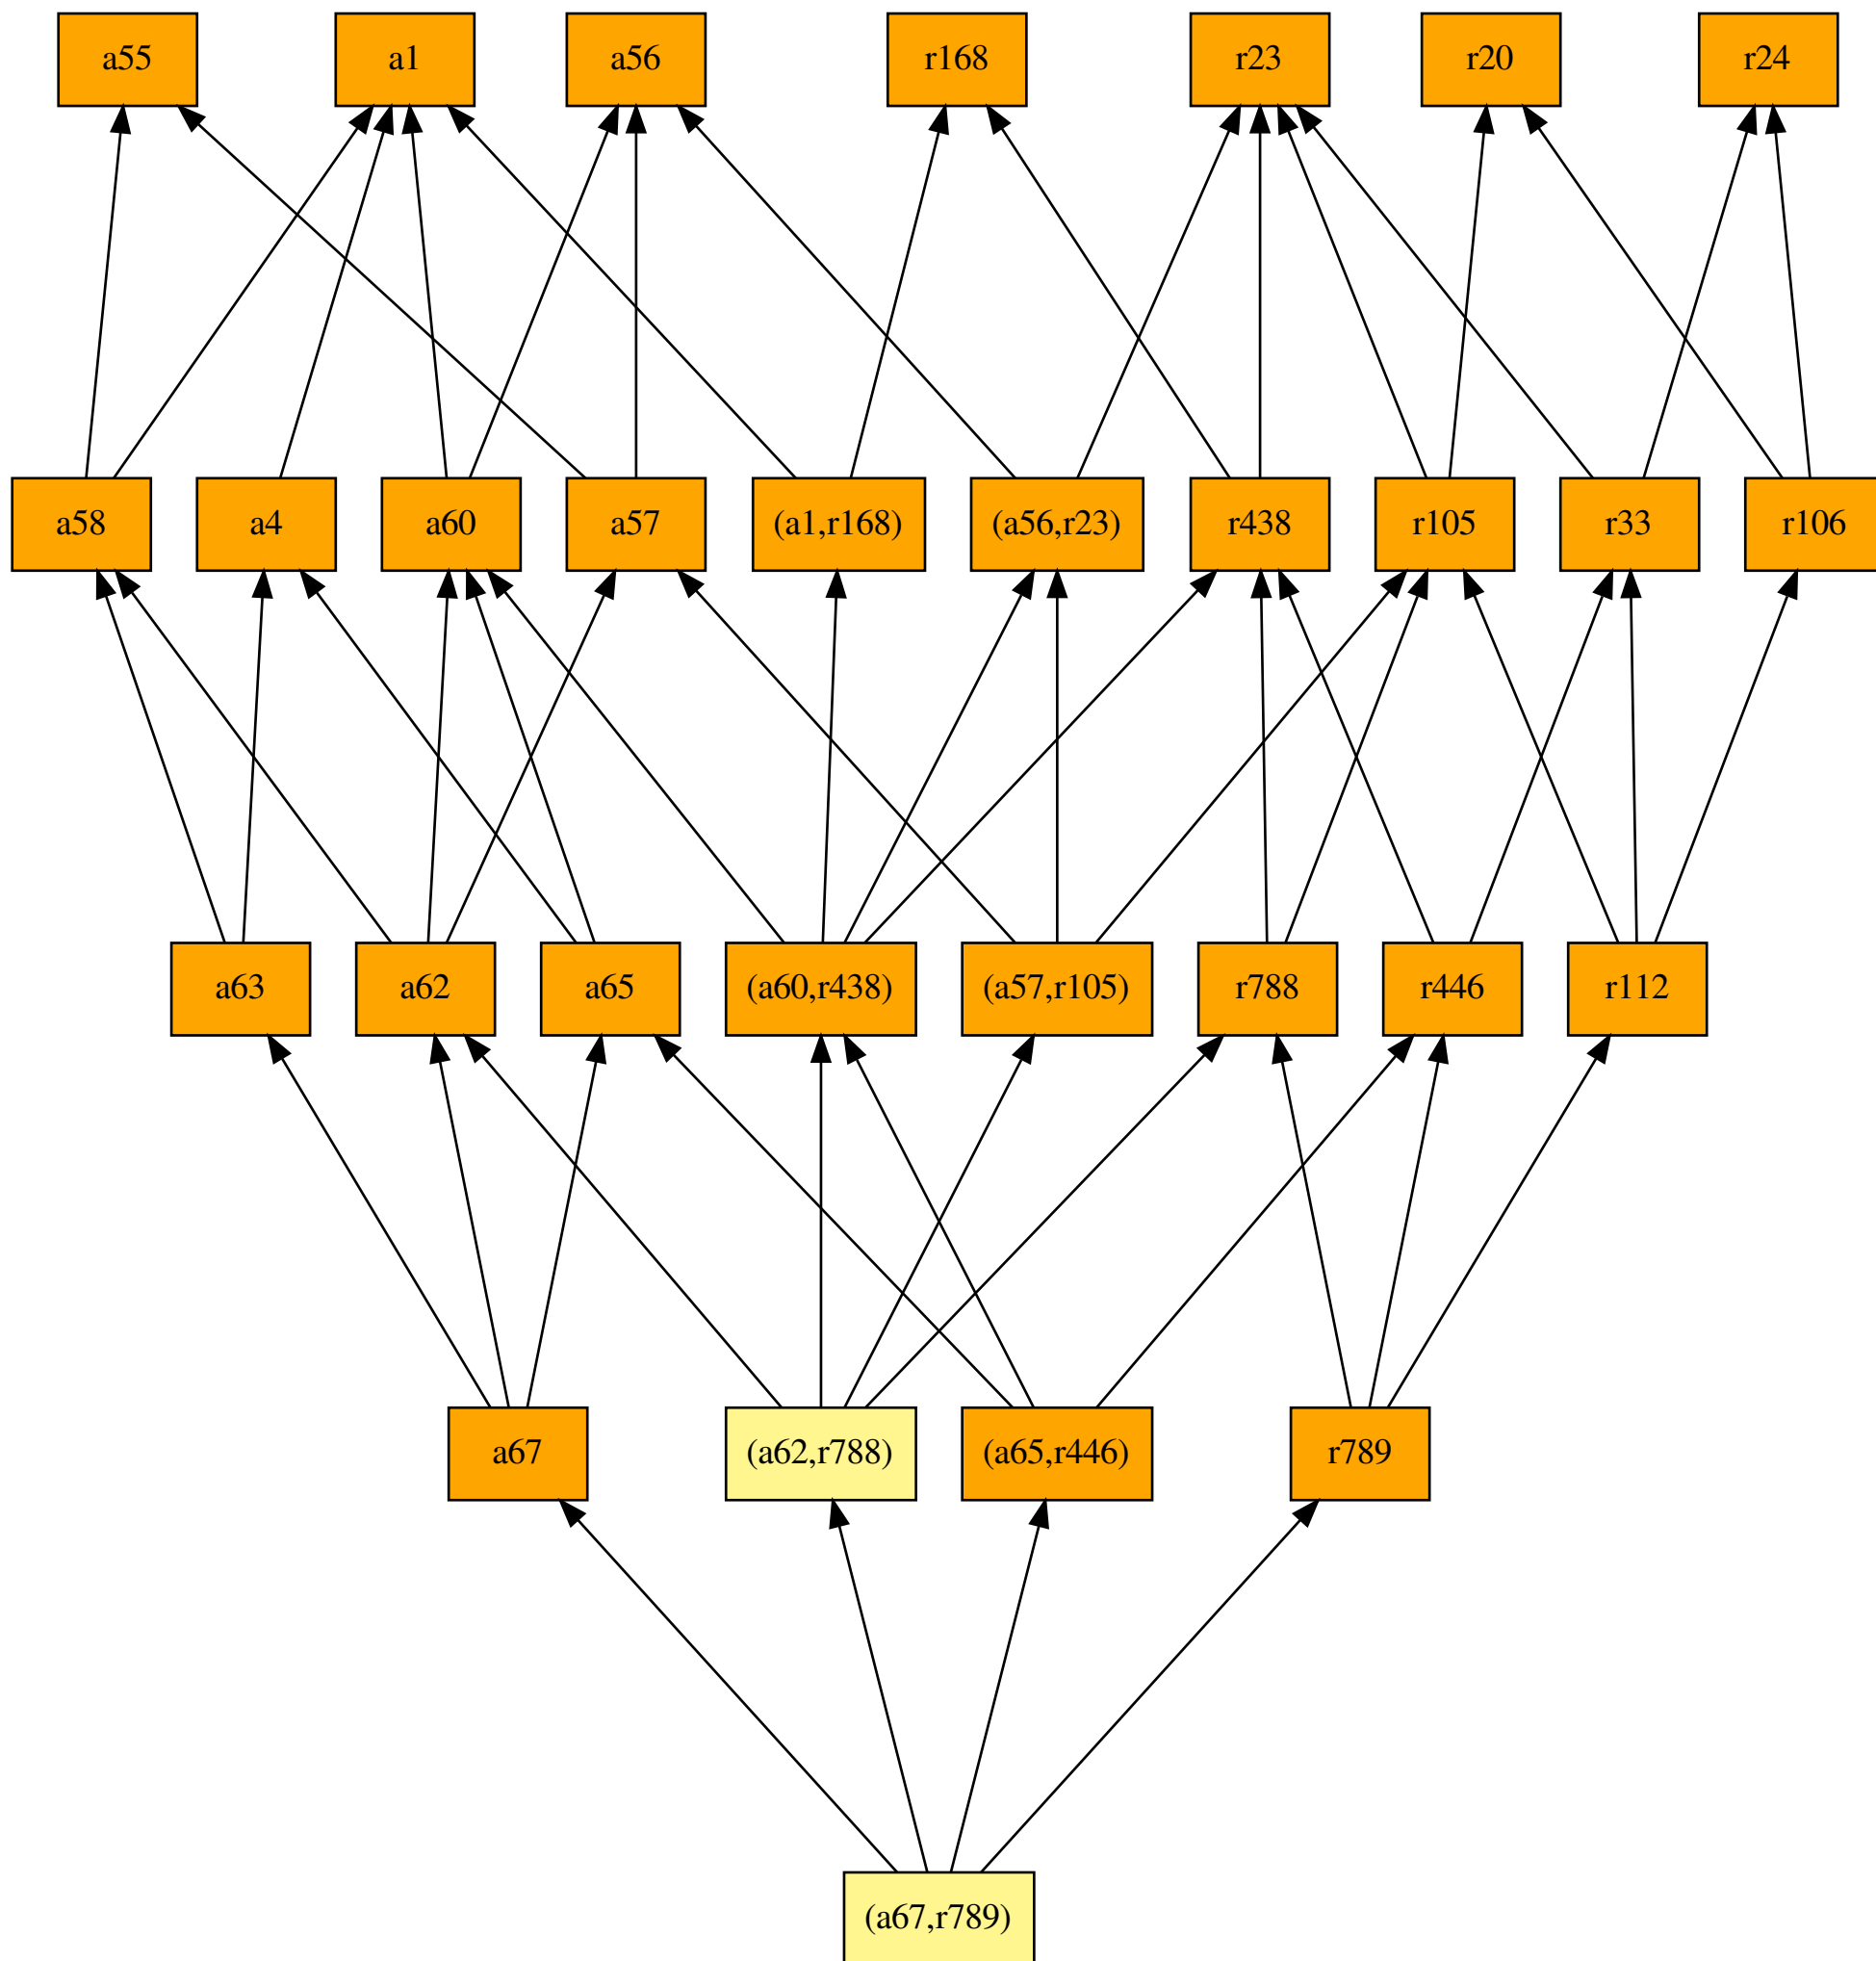 a55
a1
a56
r168
r23
r20
r24
a58
a4
a60
a57
(a1,r168)
(a56,r23)
r438
r105
r33
r106
a63
a62
a65
(a60,r438)
(a57,r105)
r788
r446
r112
a67
(a62,r788)
(a65,r446)
r789
(a67,r789)